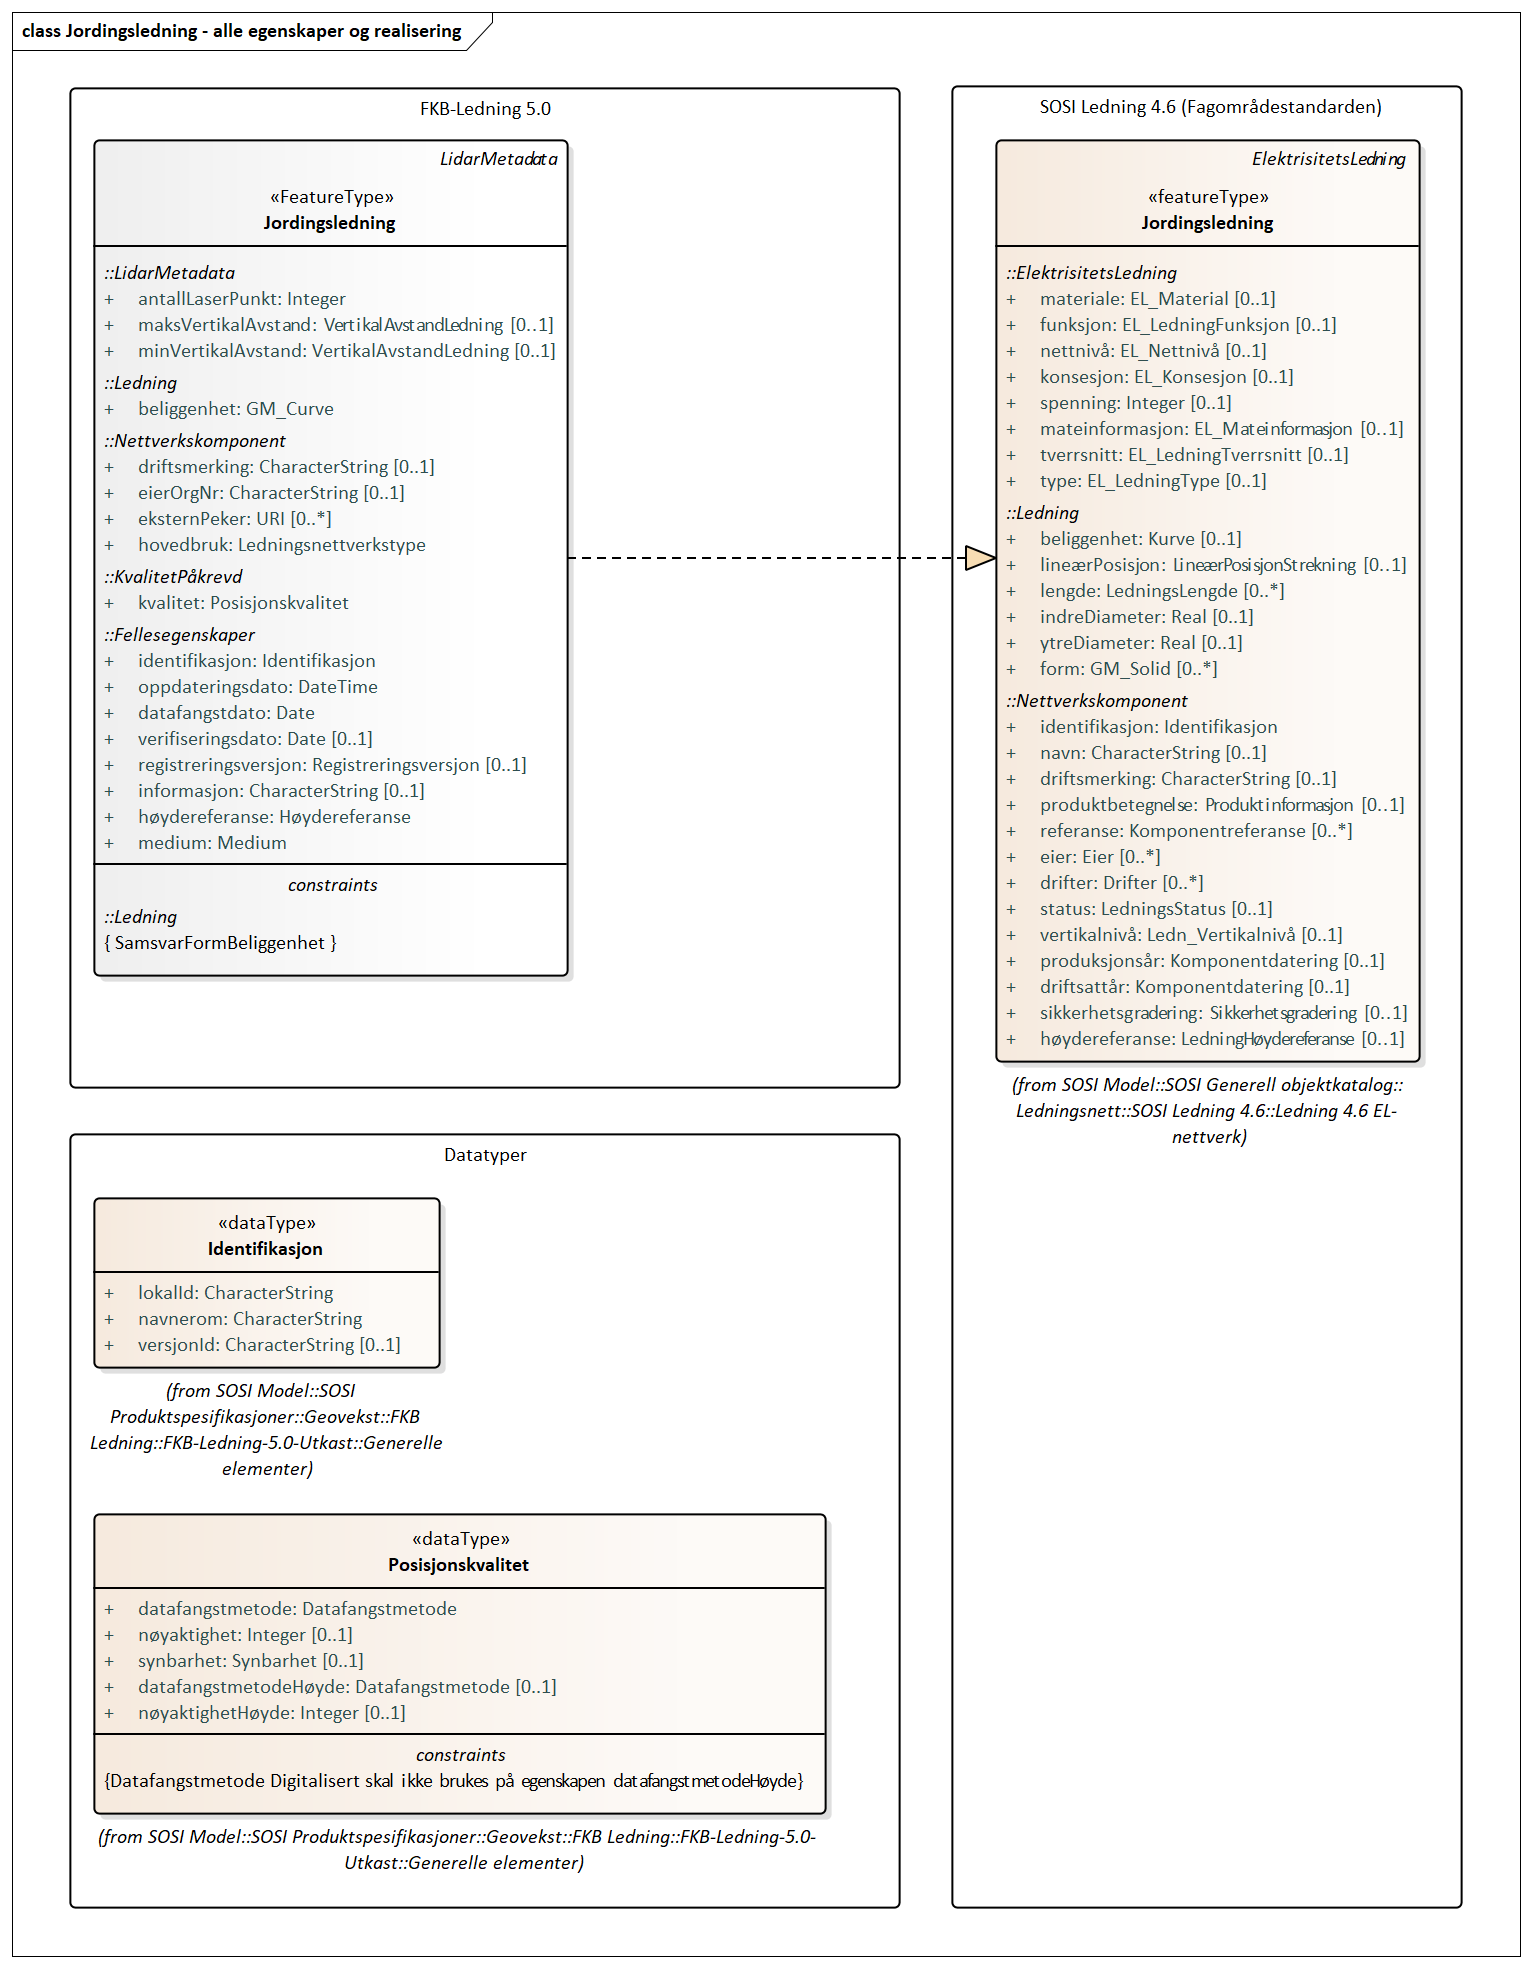 class Jordingsledning - alle egenskaper og realisering
FKB-Ledning 5.0
LidarMetadata
«FeatureType»
Jordingsledning
::LidarMetadata
+ antallLaserPunkt: Integer
+ maksVertikalAvstand: VertikalAvstandLedning [0..1]
+ minVertikalAvstand: VertikalAvstandLedning [0..1]
::Ledning
+ beliggenhet: GM_Curve
::Nettverkskomponent
+ driftsmerking: CharacterString [0..1]
+ eierOrgNr: CharacterString [0..1]
+ eksternPeker: URI [0..*]
+ hovedbruk: Ledningsnettverkstype
::KvalitetPåkrevd
+ kvalitet: Posisjonskvalitet
::Fellesegenskaper
+ identifikasjon: Identifikasjon
+ oppdateringsdato: DateTime
+ datafangstdato: Date
+ verifiseringsdato: Date [0..1]
+ registreringsversjon: Registreringsversjon [0..1]
+ informasjon: CharacterString [0..1]
+ høydereferanse: Høydereferanse
+ medium: Medium
constraints
::Ledning
{ SamsvarFormBeliggenhet }
SOSI Ledning 4.6 (Fagområdestandarden)
ElektrisitetsLedning
«featureType»
Jordingsledning
::ElektrisitetsLedning
+ materiale: EL_Material [0..1]
+ funksjon: EL_LedningFunksjon [0..1]
+ nettnivå: EL_Nettnivå [0..1]
+ konsesjon: EL_Konsesjon [0..1]
+ spenning: Integer [0..1]
+ mateinformasjon: EL_Mateinformasjon [0..1]
+ tverrsnitt: EL_LedningTverrsnitt [0..1]
+ type: EL_LedningType [0..1]
::Ledning
+ beliggenhet: Kurve [0..1]
+ lineærPosisjon: LineærPosisjonStrekning [0..1]
+ lengde: LedningsLengde [0..*]
+ indreDiameter: Real [0..1]
+ ytreDiameter: Real [0..1]
+ form: GM_Solid [0..*]
::Nettverkskomponent
+ identifikasjon: Identifikasjon
+ navn: CharacterString [0..1]
+ driftsmerking: CharacterString [0..1]
+ produktbetegnelse: Produktinformasjon [0..1]
+ referanse: Komponentreferanse [0..*]
+ eier: Eier [0..*]
+ drifter: Drifter [0..*]
+ status: LedningsStatus [0..1]
+ vertikalnivå: Ledn_Vertikalnivå [0..1]
+ produksjonsår: Komponentdatering [0..1]
+ driftsattår: Komponentdatering [0..1]
+ sikkerhetsgradering: Sikkerhetsgradering [0..1]
+ høydereferanse: LedningHøydereferanse [0..1]
(from SOSI Model::SOSI Generell objektkatalog::
Ledningsnett::SOSI Ledning 4.6::Ledning 4.6 EL-
nettverk)
Datatyper
«dataType»
Identifikasjon
+ lokalId: CharacterString
+ navnerom: CharacterString
+ versjonId: CharacterString [0..1]
(from SOSI Model::SOSI
Produktspesifikasjoner::Geovekst::FKB
Ledning::FKB-Ledning-5.0-Utkast::Generelle
elementer)
«dataType»
Posisjonskvalitet
+ datafangstmetode: Datafangstmetode
+ nøyaktighet: Integer [0..1]
+ synbarhet: Synbarhet [0..1]
+ datafangstmetodeHøyde: Datafangstmetode [0..1]
+ nøyaktighetHøyde: Integer [0..1]
constraints
{Datafangstmetode Digitalisert skal ikke brukes på egenskapen datafangstmetodeHøyde}
(from SOSI Model::SOSI Produktspesifikasjoner::Geovekst::FKB Ledning::FKB-Ledning-5.0-
Utkast::Generelle elementer)